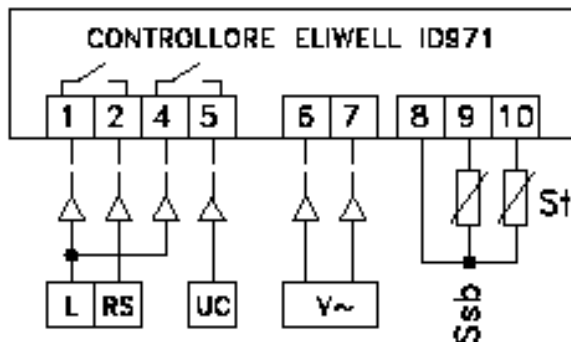 CONTROLLORE ELIWELL ID971
1 2 4 5 6 7 8 9 10
St
L RS UC V~
Ssb